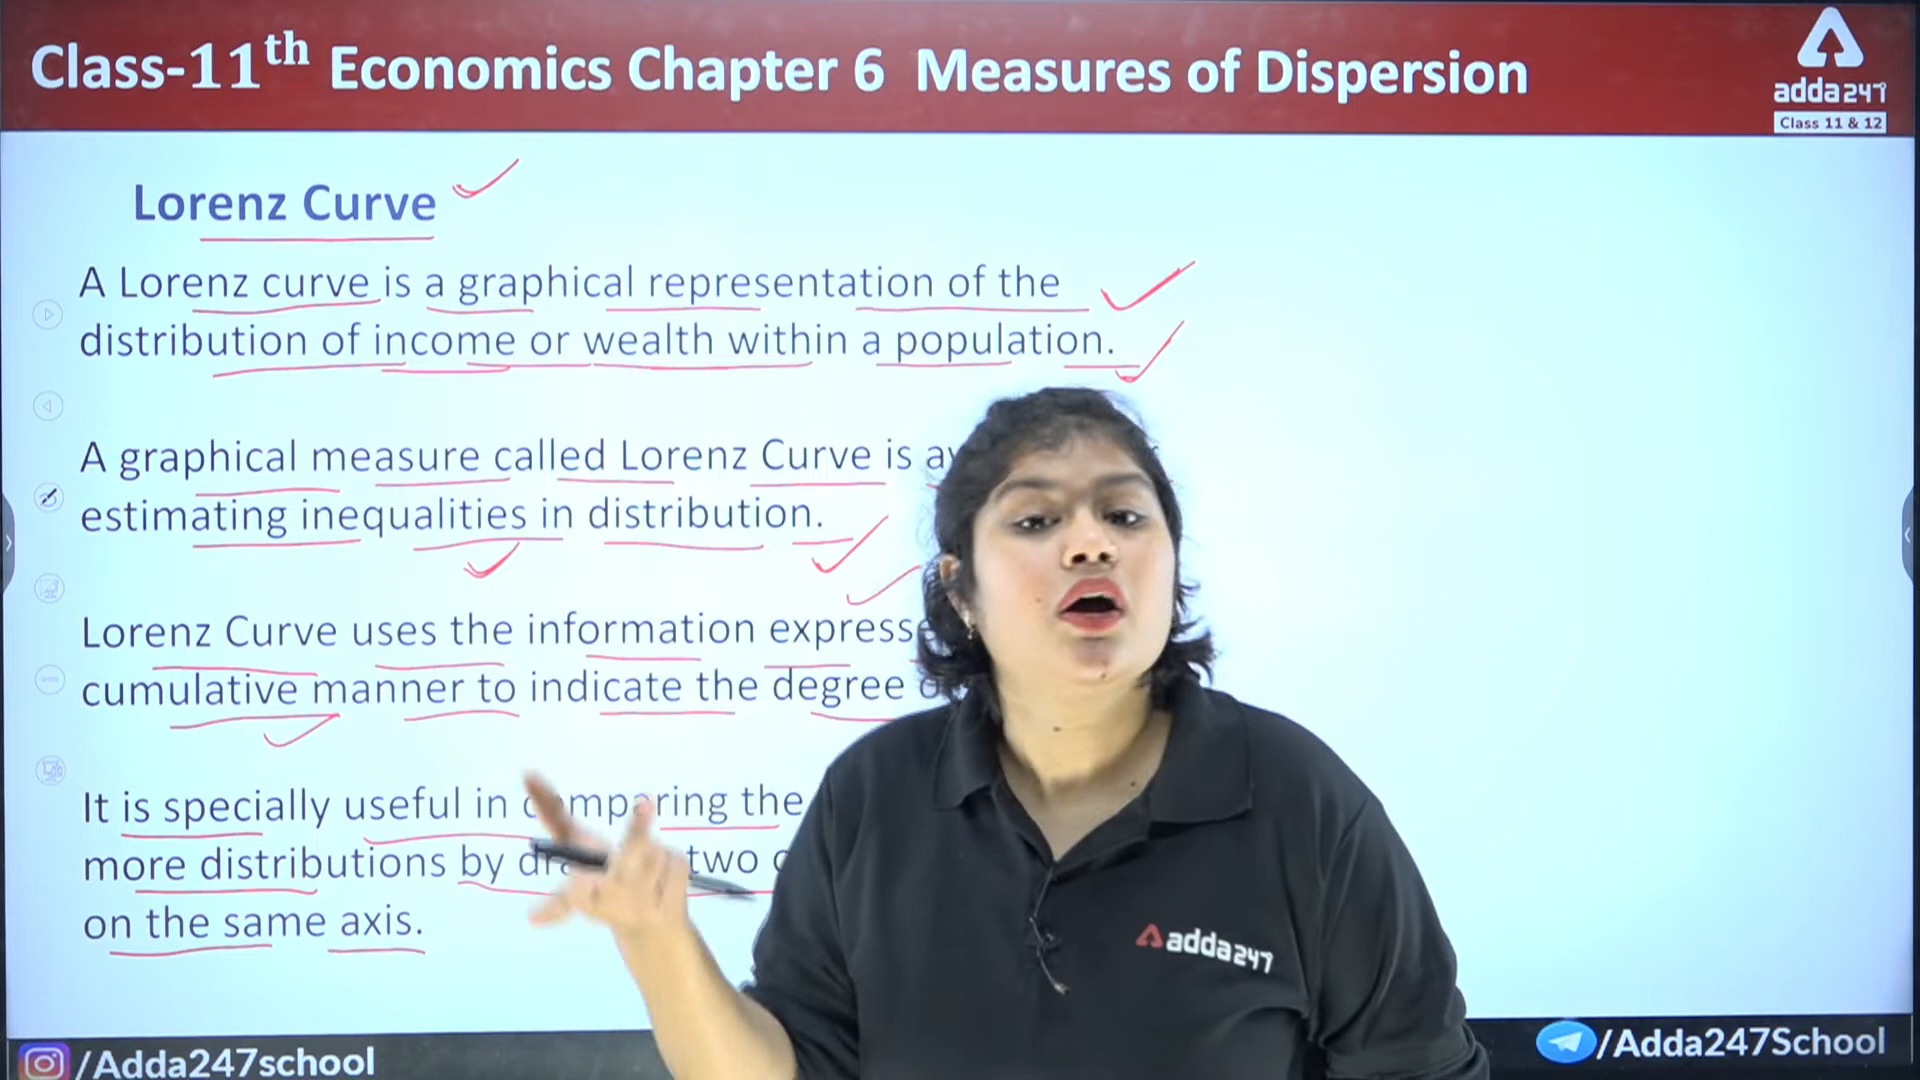 Class-11th Economics Chapter 6 Measures of Dispersion
adda247
Class 11 & 12
Lorenz Curve
A Lorenz curve is a graphical representation of the
distribution of income or wealth within a population.
A graphical measure called Lorenz Curve is
estimating inequalities in distribution.
Lorenz Curve uses the information
cumulative manner to indicate the degree
It is specially useful in comparing the
more distributions by two
on the same axis.
adda247
/Adda247school
/Adda247School